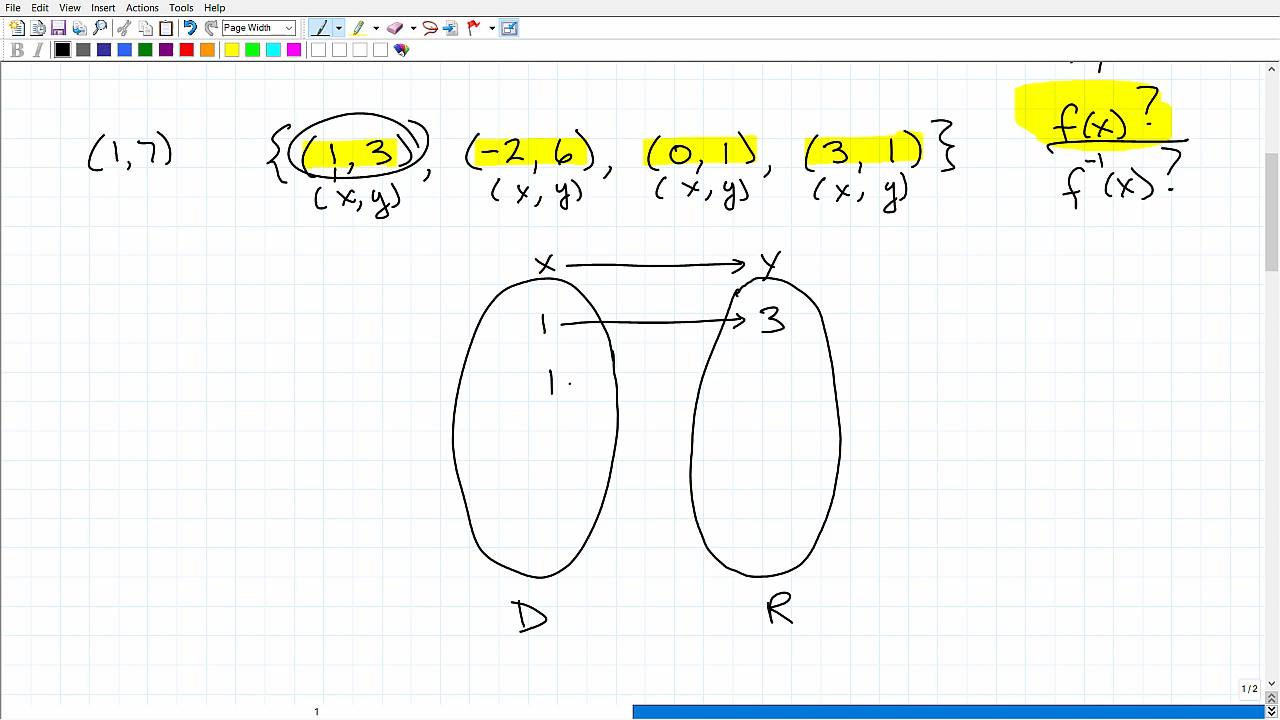 File Edit View Insert Actions Tools Help
Page Width
B I
f(x)?
(1,7) {(1, 3), (-2, 6), (0, 1), (3, 1)}
f⁻¹(x)?
(x, y) (x, y) (x, y) (x, y)
x → y
1 → 3
1
D R
1/2
1